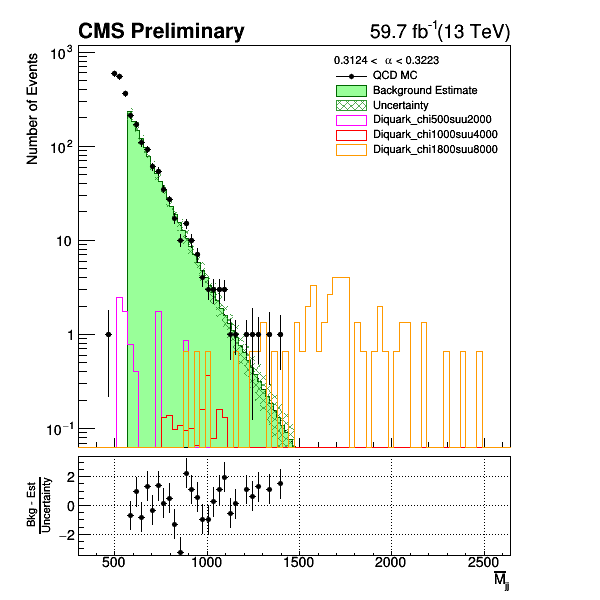 CMS Preliminary 59.7 fb⁻¹(13 TeV)
Number of Events
10³
10²
10
1
10⁻¹
0.3124 < α < 0.3223
QCD MC
Background Estimate
Uncertainty
Diquark_chi500suu2000
Diquark_chi1000suu4000
Diquark_chi1800suu8000
Bkg - Est
Uncertainty
2
0
−2
500 1000 1500 2000 2500
M̅jj